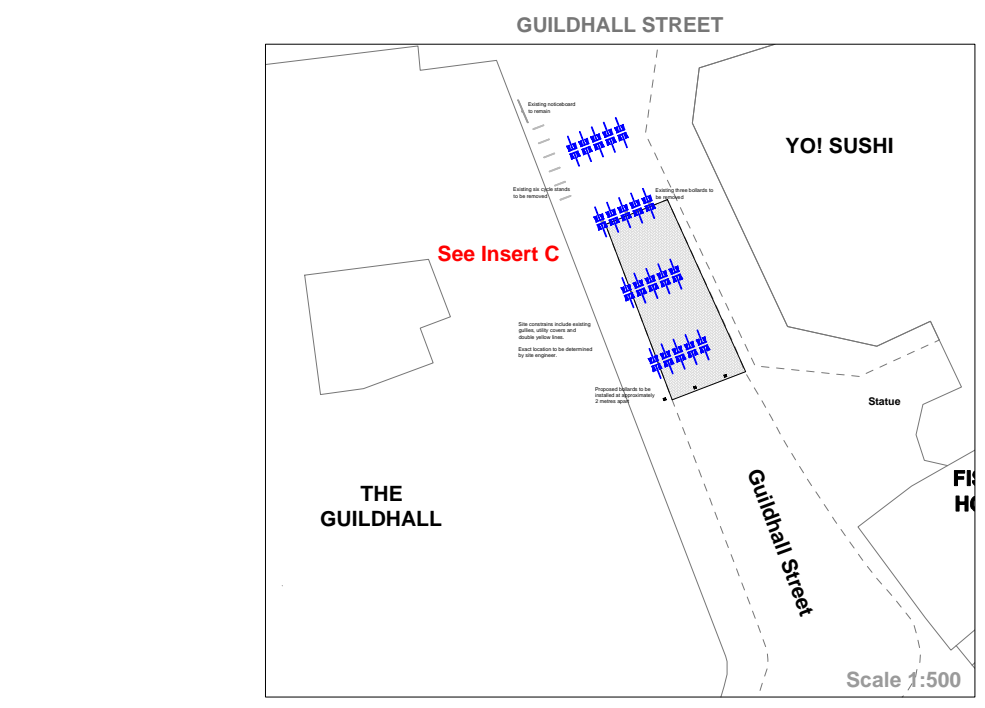 GUILDHALL STREET
Existing noticeboard
to remain
YO! SUSHI
Existing six cycle stands
to be removed
Existing three bollards to
be removed
See Insert C
Site constrains include existing
gullies, utility covers and
double yellow lines.
Exact location to be determined
by site engineer.
Proposed bollards to be
installed at approximately
2 metres apart
Statue
THE
GUILDHALL
Guildhall Street
Scale 1:500